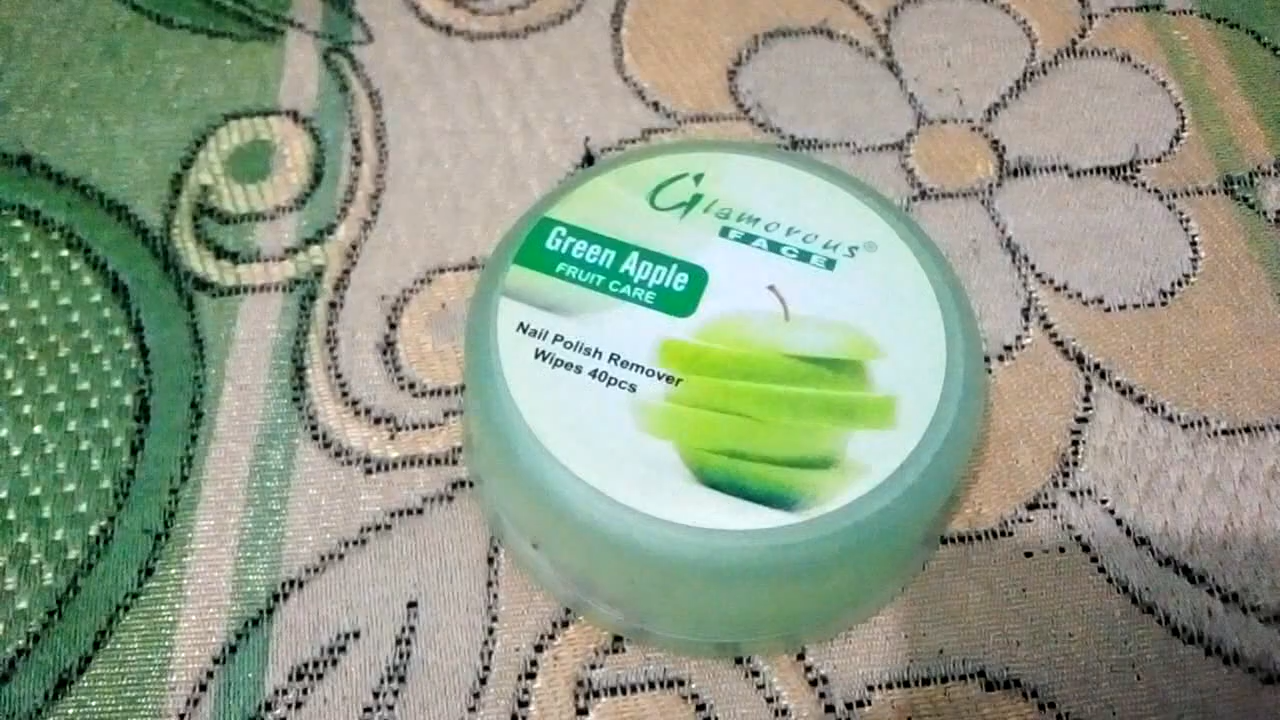 Glamorous®
FACE
Green Apple
FRUIT CARE
Nail Polish Remover
Wipes 40pcs